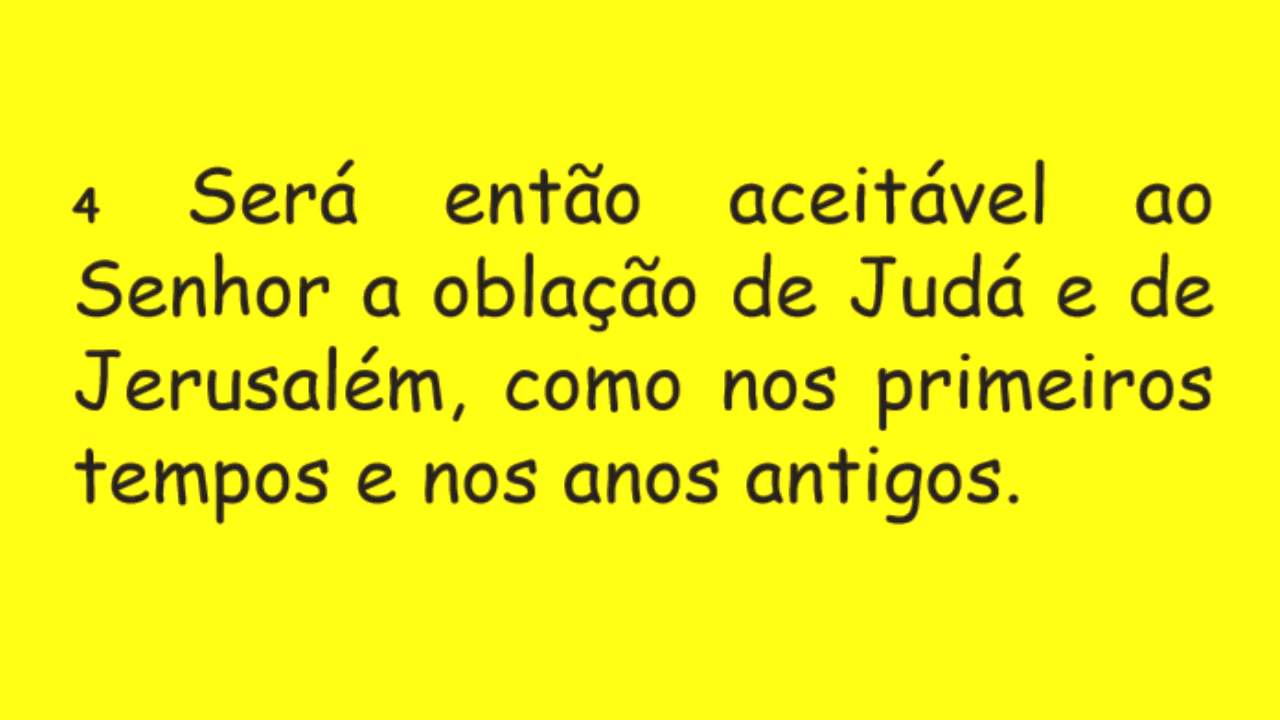 4 Será então aceitável ao
Senhor a oblação de Judá e de
Jerusalém, como nos primeiros
tempos e nos anos antigos.